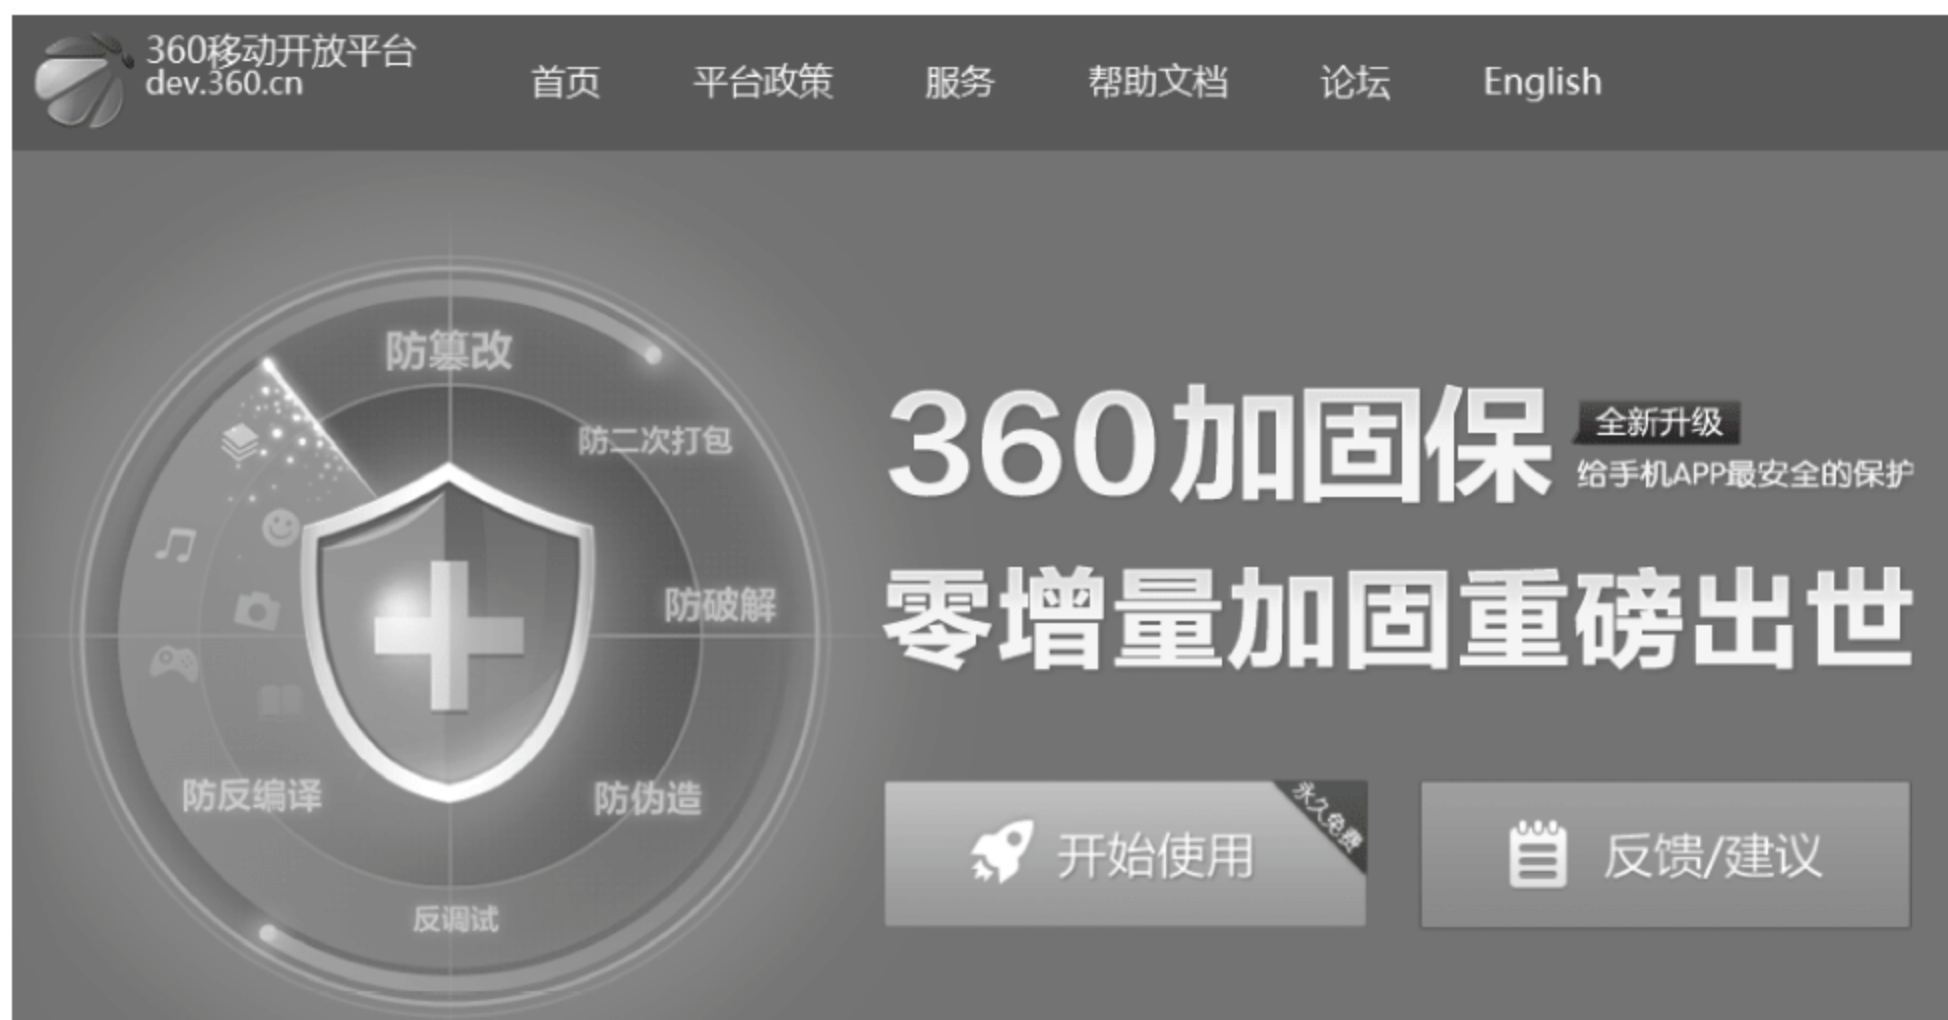 360移动开放平台
dev.360.cn
首页 平台政策 服务 帮助文档 论坛 English
防篡改
防二次打包
防破解
防反编译
防伪造
反调试
360加固保
全新升级
给手机APP最安全的保护
零增量加固重磅出世
开始使用
永久免费
反馈/建议